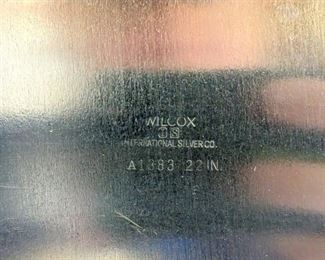 WILCOX
IS
INTERNATIONAL SILVER CO.
A1383 22 IN.